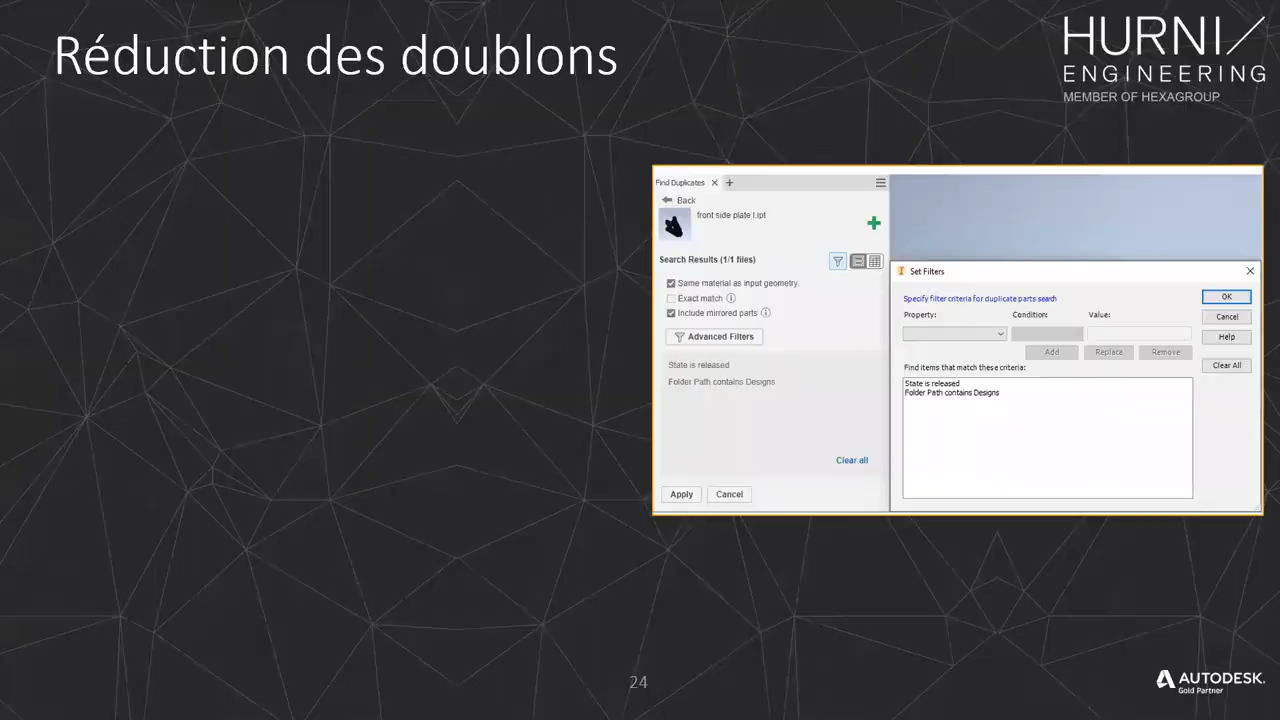 Réduction des doublons
HURNI
ENGINEERING
MEMBER OF HEXAGROUP
Find Duplicates
Back
front side plate l.ipt
Search Results (1/1 files)
Same material as input geometry.
Exact match
Include mirrored parts
Advanced Filters
State is released
Folder Path contains Designs
Clear all
Apply Cancel
Set Filters
Specify filter criteria for duplicate parts search
Property: Condition: Value:
Add Replace Remove
Find items that match these criteria:
State is released
Folder Path contains Designs
OK
Cancel
Help
Clear All
24
AUTODESK
Gold Partner